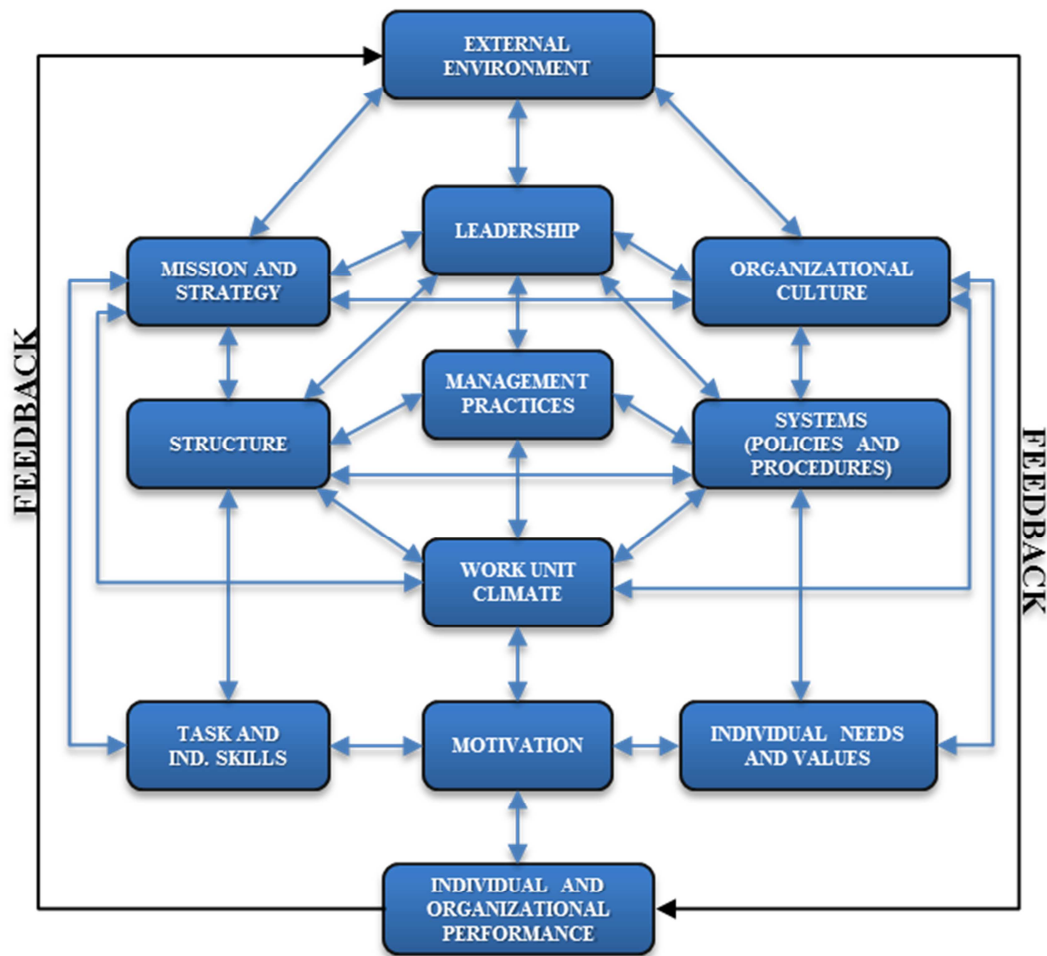 EXTERNAL
ENVIRONMENT
LEADERSHIP
MISSION AND
STRATEGY
ORGANIZATIONAL
CULTURE
MANAGEMENT
PRACTICES
STRUCTURE
SYSTEMS
(POLICIES AND
PROCEDURES)
FEEDBACK
FEEDBACK
WORK UNIT
CLIMATE
TASK AND
IND. SKILLS
MOTIVATION
INDIVIDUAL NEEDS
AND VALUES
INDIVIDUAL AND
ORGANIZATIONAL
PERFORMANCE